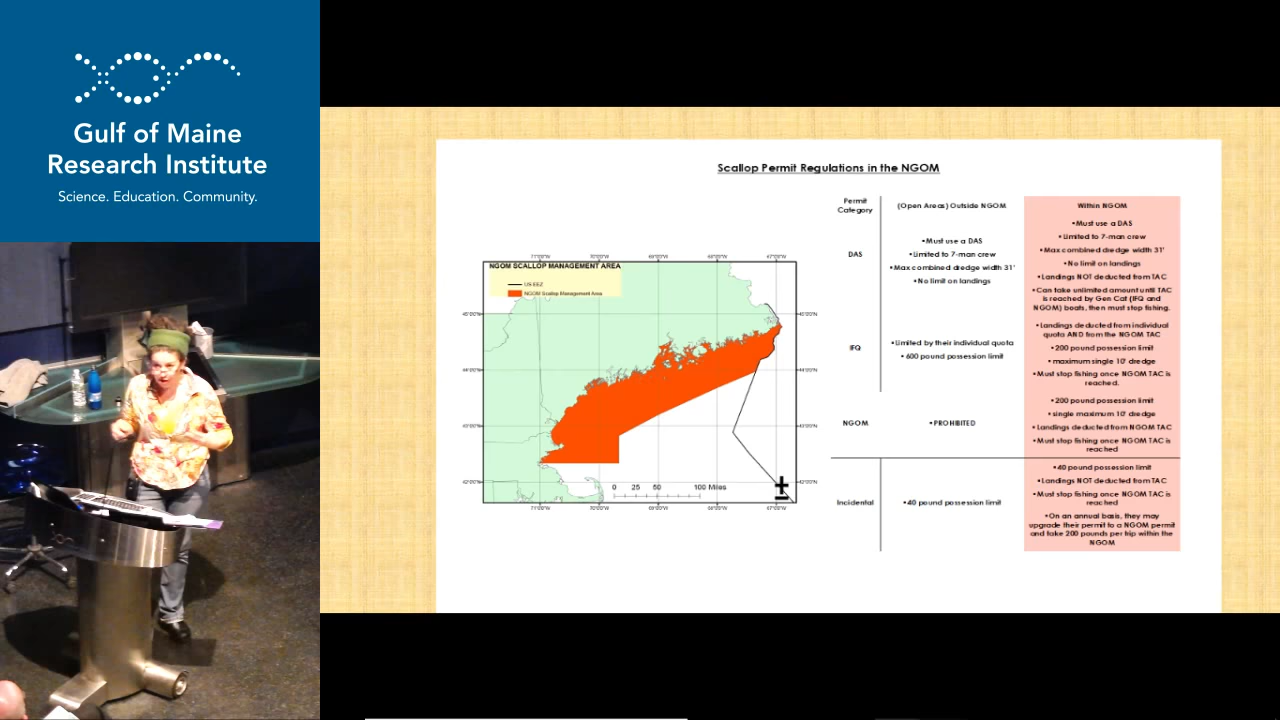 Gulf of Maine
Research Institute
Science. Education. Community.
Scallop Permit Regulations in the NGOM
NGOM SCALLOP MANAGEMENT AREA
US EEZ
NGOM Scallop Management Area
0 25 50 100 Miles
Permit
Category
(Open Areas) Outside NGOM
Within NGOM
DAS
•Must use a DAS
•Limited to 7-man crew
•Max combined dredge width 31'
•No limit on landings
•Must use a DAS
•Limited to 7-man crew
•Max combined dredge width 31'
•No limit on landings
•Landings NOT deducted from TAC
•Can take unlimited amount until TAC
is reached by Gen Cat (IFQ and
NGOM) boats, then must stop fishing.
IFQ
•Limited by their individual quota
•600 pound possession limit
•Landings deducted from individual
quota AND from the NGOM TAC
•200 pound possession limit
•maximum single 10' dredge
•Must stop fishing once NGOM TAC is
reached.
NGOM
•PROHIBITED
•200 pound possession limit
•single maximum 10' dredge
•Landings deducted from NGOM TAC
•Must stop fishing once NGOM TAC is
reached
Incidental
•40 pound possession limit
•40 pound possession limit
•Landings NOT deducted from TAC
•Must stop fishing once NGOM TAC is
reached
•On an annual basis, they may
upgrade their permit to a NGOM permit
and take 200 pounds per trip within the
NGOM